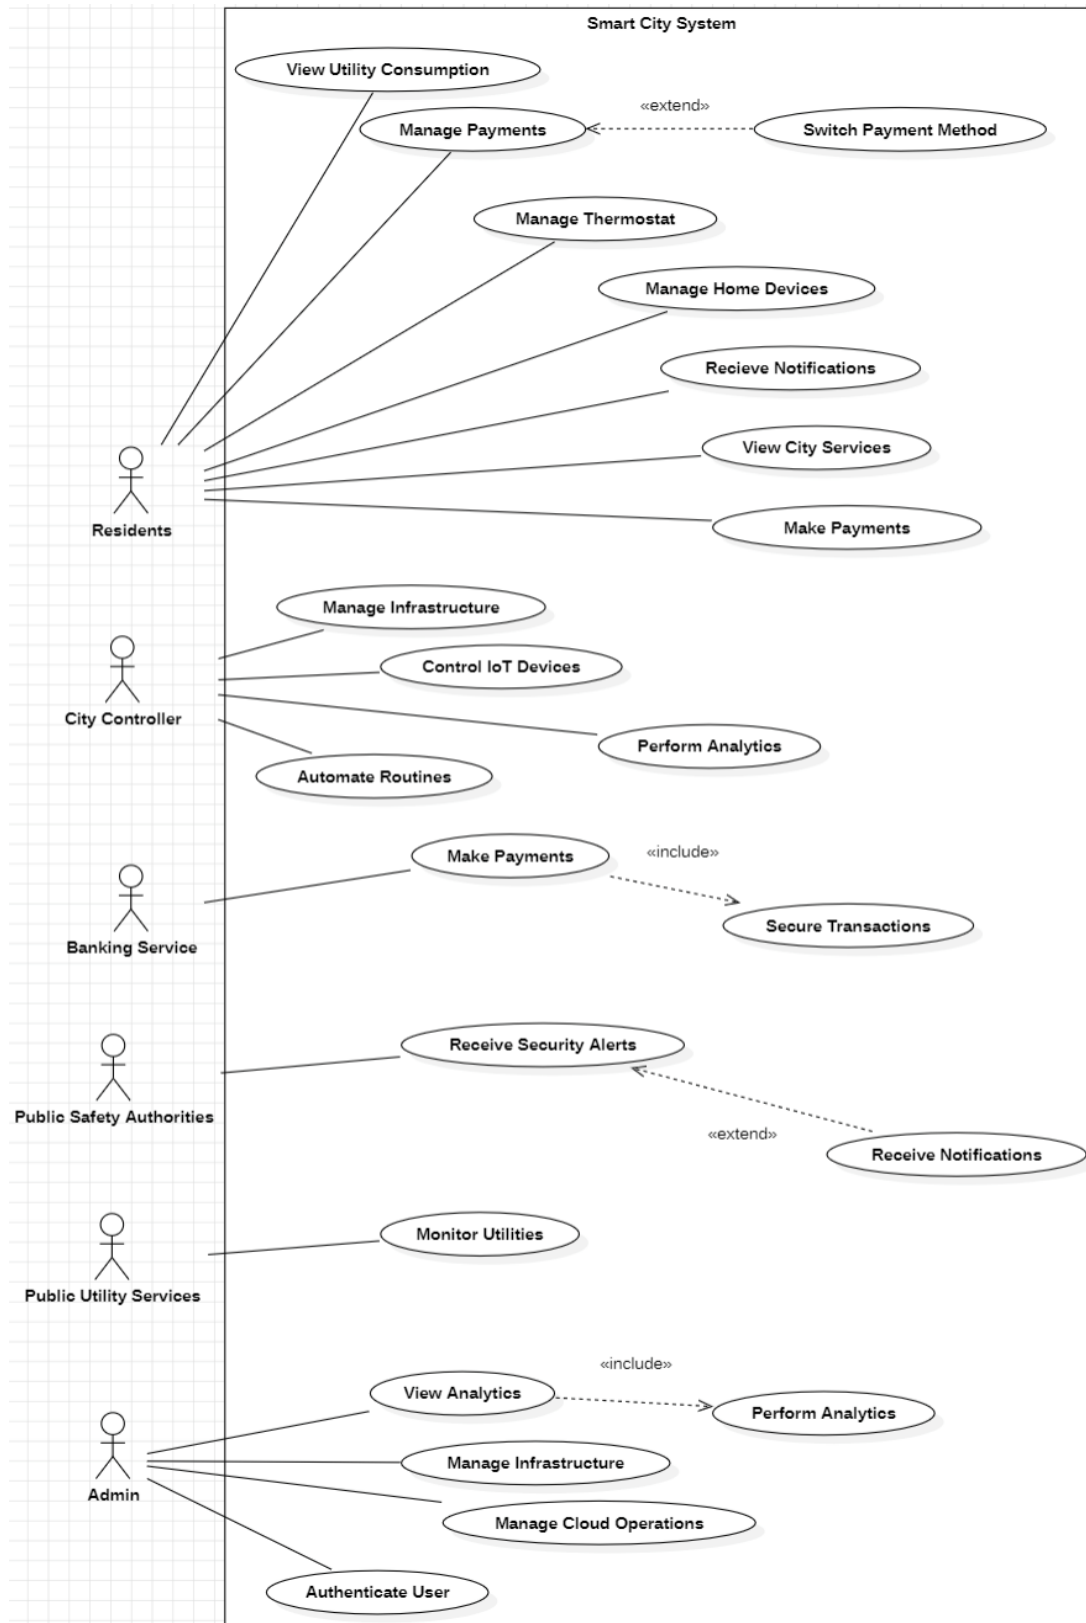 Smart City System
View Utility Consumption
«extend»
Manage Payments
Switch Payment Method
Manage Thermostat
Manage Home Devices
Recieve Notifications
View City Services
Make Payments
Residents
Manage Infrastructure
Control IoT Devices
City Controller
Perform Analytics
Automate Routines
Make Payments
«include»
Secure Transactions
Banking Service
Receive Security Alerts
Public Safety Authorities
«extend»
Receive Notifications
Monitor Utilities
Public Utility Services
«include»
View Analytics
Perform Analytics
Manage Infrastructure
Admin
Manage Cloud Operations
Authenticate User